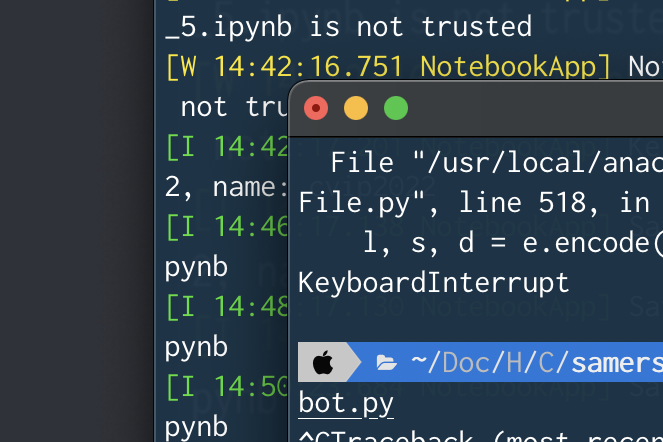 _5.ipynb is not trusted
[W 14:42:16.751 NotebookApp] No
not tru
[I 14:42
2, name:
[I 14:46
pynb
[I 14:48
pynb
[I 14:50
pynb
File "/usr/local/anac
File.py", line 518, in
l, s, d = e.encode(
KeyboardInterrupt
~/Doc/H/C/samers
bot.py
^CTraceback (most recen